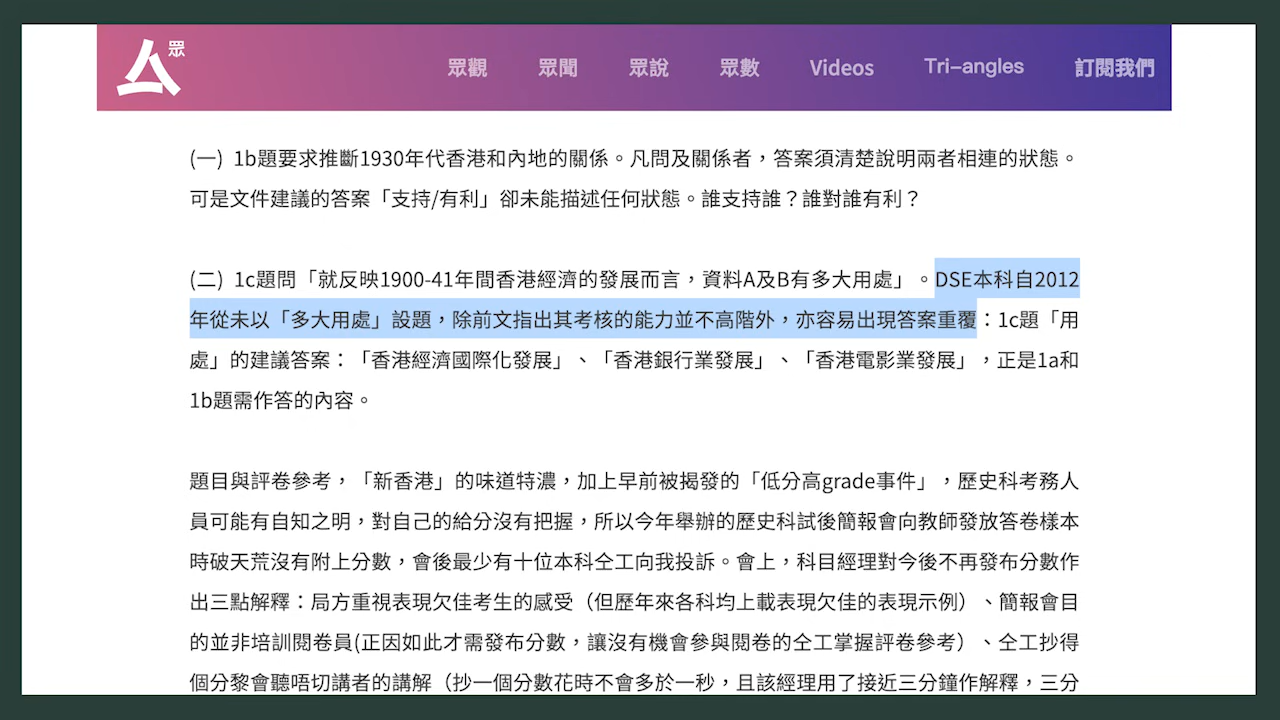 眾
眾觀 眾聞 眾說 眾數 Videos Tri-angles 訂閱我們
(一) 1b題要求推斷1930年代香港和內地的關係。凡問及關係者，答案須清楚說明兩者相連的狀態。
可是文件建議的答案「支持/有利」卻未能描述任何狀態。誰支持誰？誰對誰有利？
(二) 1c題問「就反映1900-41年間香港經濟的發展而言，資料A及B有多大用處」。DSE本科自2012
年從未以「多大用處」設題，除前文指出其考核的能力並不高階外，亦容易出現答案重覆：1c題「用
處」的建議答案：「香港經濟國際化發展」、「香港銀行業發展」、「香港電影業發展」，正是1a和
1b題需作答的內容。
題目與評卷參考，「新香港」的味道特濃，加上早前被揭發的「低分高grade事件」，歷史科考務人
員可能有自知之明，對自己的給分沒有把握，所以今年舉辦的歷史科試後簡報會向教師發放答卷樣本
時破天荒沒有附上分數，會後最少有十位本科仝工向我投訴。會上，科目經理對今後不再發布分數作
出三點解釋：局方重視表現欠佳考生的感受（但歷年來各科均上載表現欠佳的表現示例）、簡報會目
的並非培訓閱卷員(正因如此才需發布分數，讓沒有機會參與閱卷的仝工掌握評卷參考）、仝工抄得
個分黎會聽唔切講者的講解（抄一個分數花時不會多於一秒，且該經理用了接近三分鐘作解釋，三分